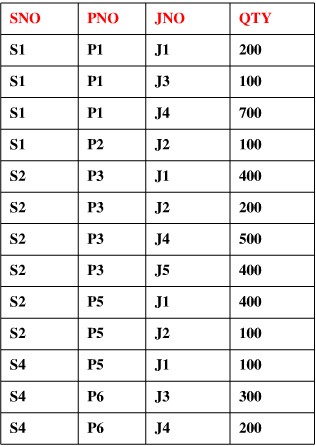 SNO PNO JNO QTY
S1 P1 J1 200
S1 P1 J3 100
S1 P1 J4 700
S1 P2 J2 100
S2 P3 J1 400
S2 P3 J2 200
S2 P3 J4 500
S2 P3 J5 400
S2 P5 J1 400
S2 P5 J2 100
S4 P5 J1 100
S4 P6 J3 300
S4 P6 J4 200